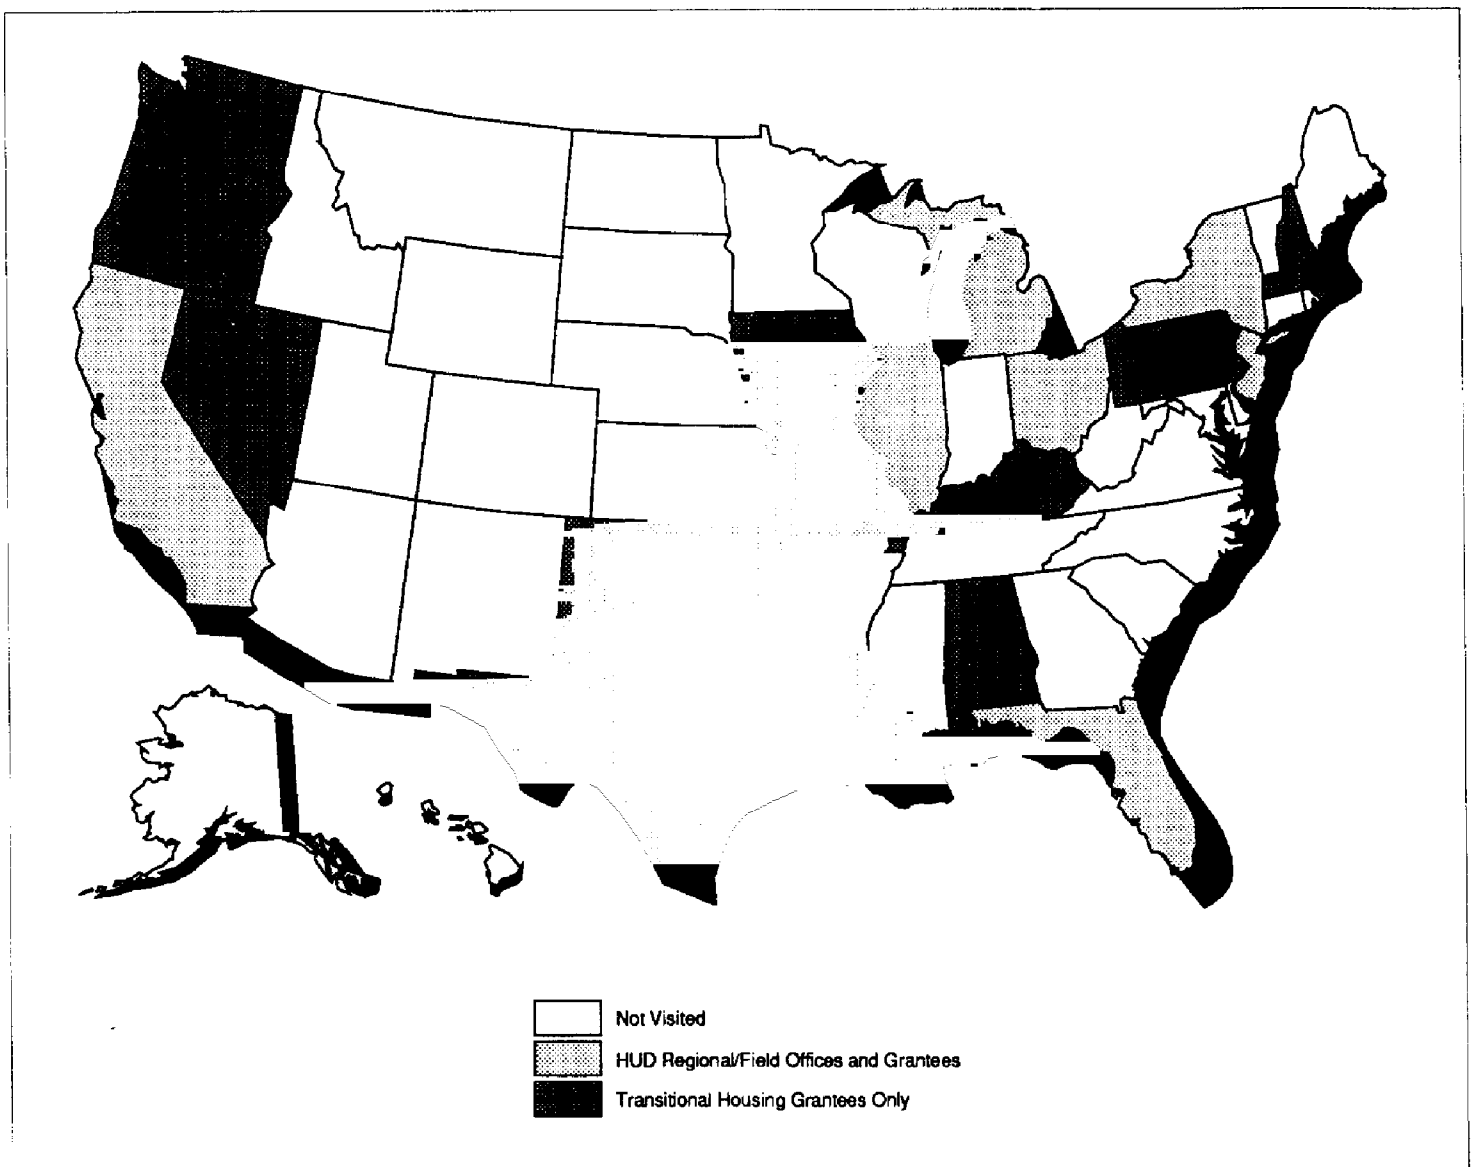 Not Visited
HUD Regional/Field Offices and Grantees
Transitional Housing Grantees Only